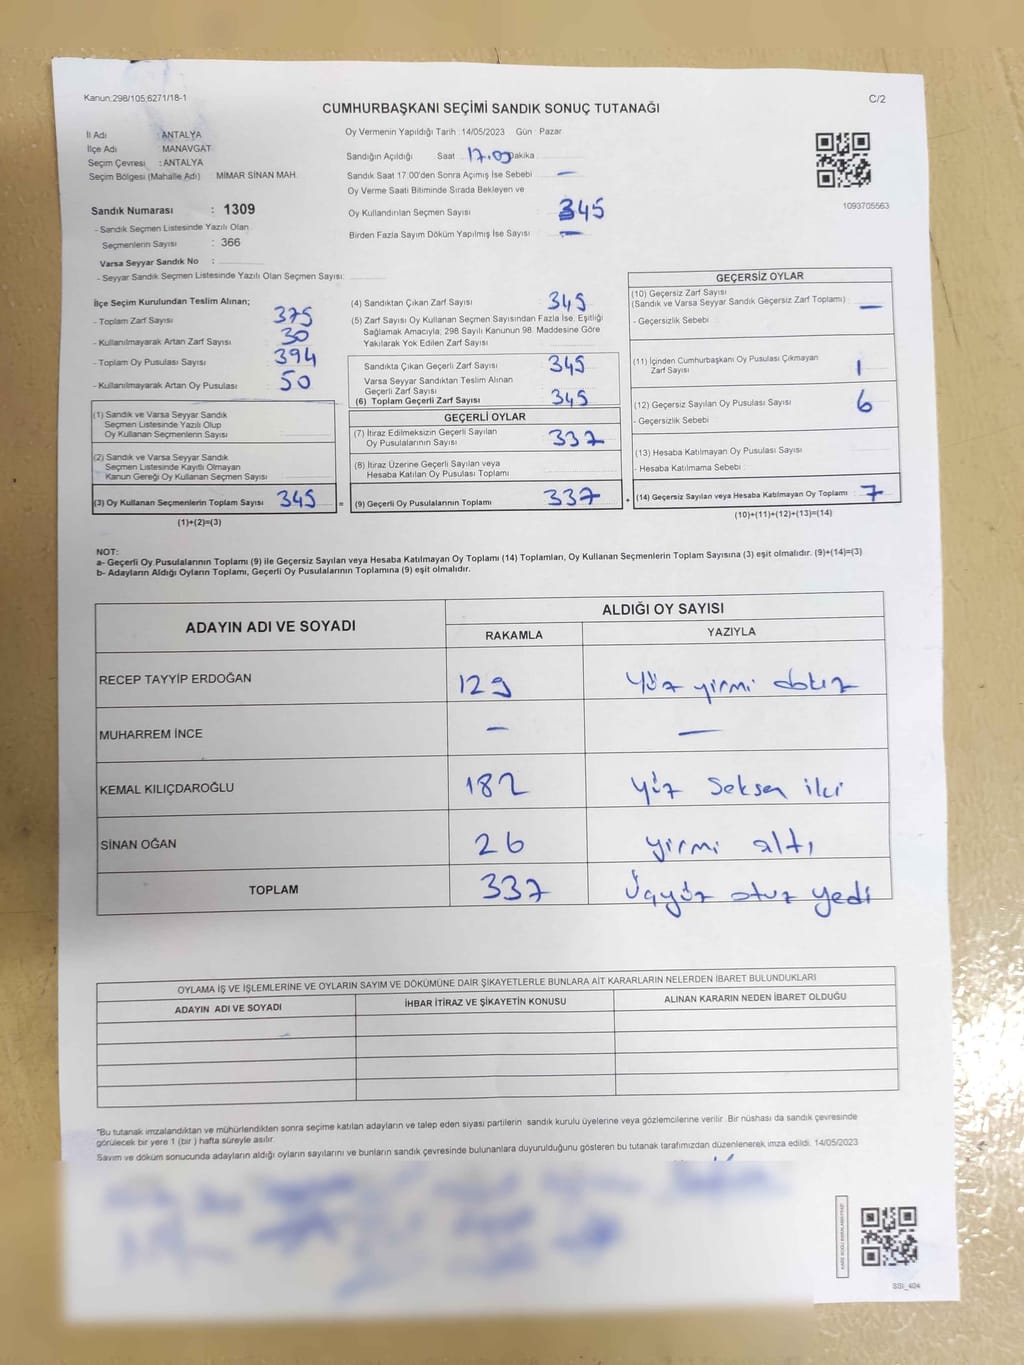 Kanun:298/105;6271/18-1
C/2
CUMHURBAŞKANI SEÇİMİ SANDIK SONUÇ TUTANAĞI
İl Adı : ANTALYA
İlçe Adı MANAVGAT
Seçim Çevresi : ANTALYA
Seçim Bölgesi (Mahalle Adı) MİMAR SİNAN MAH.
Sandık Numarası : 1309
- Sandık Seçmen Listesinde Yazılı Olan
Seçmenlerin Sayısı : 366
Varsa Seyyar Sandık No :
- Seyyar Sandık Seçmen Listesinde Yazılı Olan Seçmen Sayısı:
Oy Vermenin Yapıldığı Tarih : 14/05/2023 Gün : Pazar
Sandığın Açıldığı Saat 17.00 Dakika :
Sandık Saat 17:00'den Sonra Açımış İse Sebebi —
Oy Verme Saati Bitiminde Sırada Bekleyen ve
Oy Kullandırılan Seçmen Sayısı : 345
Birden Fazla Sayım Döküm Yapılmış İse Sayısı : —
1093705563
İlçe Seçim Kurulundan Teslim Alınan;
- Toplam Zarf Sayısı 375
- Kullanılmayarak Artan Zarf Sayısı 30
- Toplam Oy Pusulası Sayısı 394
- Kullanılmayarak Artan Oy Pusulası 50
(1) Sandık ve Varsa Seyyar Sandık
Seçmen Listesinde Yazılı Olup
Oy Kullanan Seçmenlerin Sayısı
(2) Sandık ve Varsa Seyyar Sandık
Seçmen Listesinde Kayıtlı Olmayan
Kanun Gereği Oy Kullanan Seçmen Sayısı :
(3) Oy Kullanan Seçmenlerin Toplam Sayısı 345 =
(1)+(2)=(3)
(4) Sandıktan Çıkan Zarf Sayısı : 345
(5) Zarf Sayısı Oy Kullanan Seçmen Sayısından Fazla İse, Eşitliği
Sağlamak Amacıyla, 298 Sayılı Kanunun 98. Maddesine Göre
Yakılarak Yok Edilen Zarf Sayısı
Sandıkta Çıkan Geçerli Zarf Sayısı : 345
Varsa Seyyar Sandıktan Teslim Alınan
Geçerli Zarf Sayısı
(6) Toplam Geçerli Zarf Sayısı : 345
GEÇERLİ OYLAR
(7) İtiraz Edilmeksizin Geçerli Sayılan
Oy Pusulalarının Sayısı : 337
(8) İtiraz Üzerine Geçerli Sayılan veya
Hesaba Katılan Oy Pusulası Toplamı
(9) Geçerli Oy Pusulalarının Toplamı 337 +
GEÇERSİZ OYLAR
(10) Geçersiz Zarf Sayısı
(Sandık ve Varsa Seyyar Sandık Geçersiz Zarf Toplamı) : —
- Geçersizlik Sebebi
(11) İçinden Cumhurbaşkanı Oy Pusulası Çıkmayan
Zarf Sayısı 1
(12) Geçersiz Sayılan Oy Pusulası Sayısı 6
- Geçersizlik Sebebi :
(13) Hesaba Katılmayan Oy Pusulası Sayısı
- Hesaba Katılmama Sebebi :
(14) Geçersiz Sayılan veya Hesaba Katılmayan Oy Toplamı : 7
(10)+(11)+(12)+(13)=(14)
NOT:
a- Geçerli Oy Pusulalarının Toplamı (9) ile Geçersiz Sayılan veya Hesaba Katılmayan Oy Toplamı (14) Toplamları, Oy Kullanan Seçmenlerin Toplam Sayısına (3) eşit olmalıdır. (9)+(14)=(3)
b- Adayların Aldığı Oyların Toplamı, Geçerli Oy Pusulalarının Toplamına (9) eşit olmalıdır.
ADAYIN ADI VE SOYADI
ALDIĞI OY SAYISI
RAKAMLA YAZIYLA
RECEP TAYYİP ERDOĞAN 129 Yüz yirmi dokuz
MUHARREM İNCE — —
KEMAL KILIÇDAROĞLU 182 yüz seksen iki
SİNAN OĞAN 26 yirmi altı
TOPLAM 337 Üçyüz otuz yedi
OYLAMA İŞ VE İŞLEMLERİNE VE OYLARIN SAYIM VE DÖKÜMÜNE DAİR ŞİKAYETLERLE BUNLARA AİT KARARLARIN NELERDEN İBARET BULUNDUKLARI
ADAYIN ADI VE SOYADI İHBAR İTİRAZ VE ŞİKAYETİN KONUSU ALINAN KARARIN NEDEN İBARET OLDUĞU
*Bu tutanak imzalandıktan ve mühürlendikten sonra seçime katılan adayların ve talep eden siyasi partilerin sandık kurulu üyelerine veya gözlemcilerine verilir. Bir nüshası da sandık çevresinde
görülecek bir yere 1 (bir ) hafta süreyle asılır.
Sayım ve döküm sonucunda adayların aldığı oyların sayılarını ve bunların sandık çevresinde bulunanlara duyurulduğunu gösteren bu tutanak tarafımızdan düzenlenerek imza edildi. 14/05/2023
SSİ_404